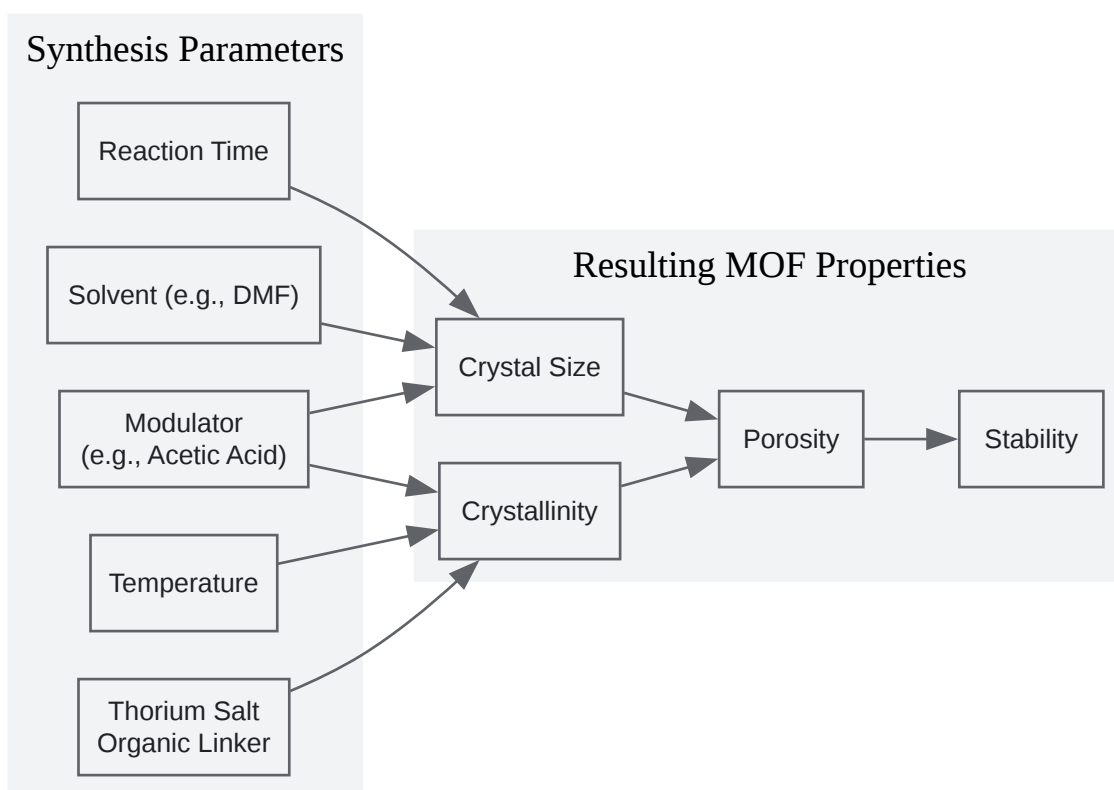 Synthesis Parameters
Reaction Time
Solvent (e.g., DMF)
Modulator
(e.g., Acetic Acid)
Temperature
Thorium Salt
Organic Linker
Resulting MOF Properties
Crystal Size
Crystallinity
Porosity
Stability